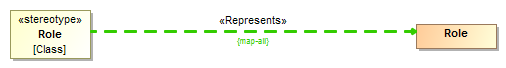 «stereotype»
Role
[Class]
«Represents»
{map-all}
Role